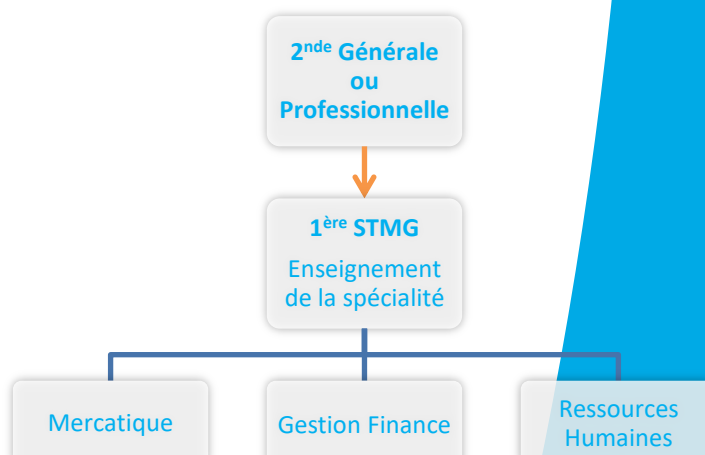 2nde Générale
ou
Professionnelle
1ère STMG
Enseignement
de la spécialité
Mercatique
Gestion Finance
Ressources
Humaines